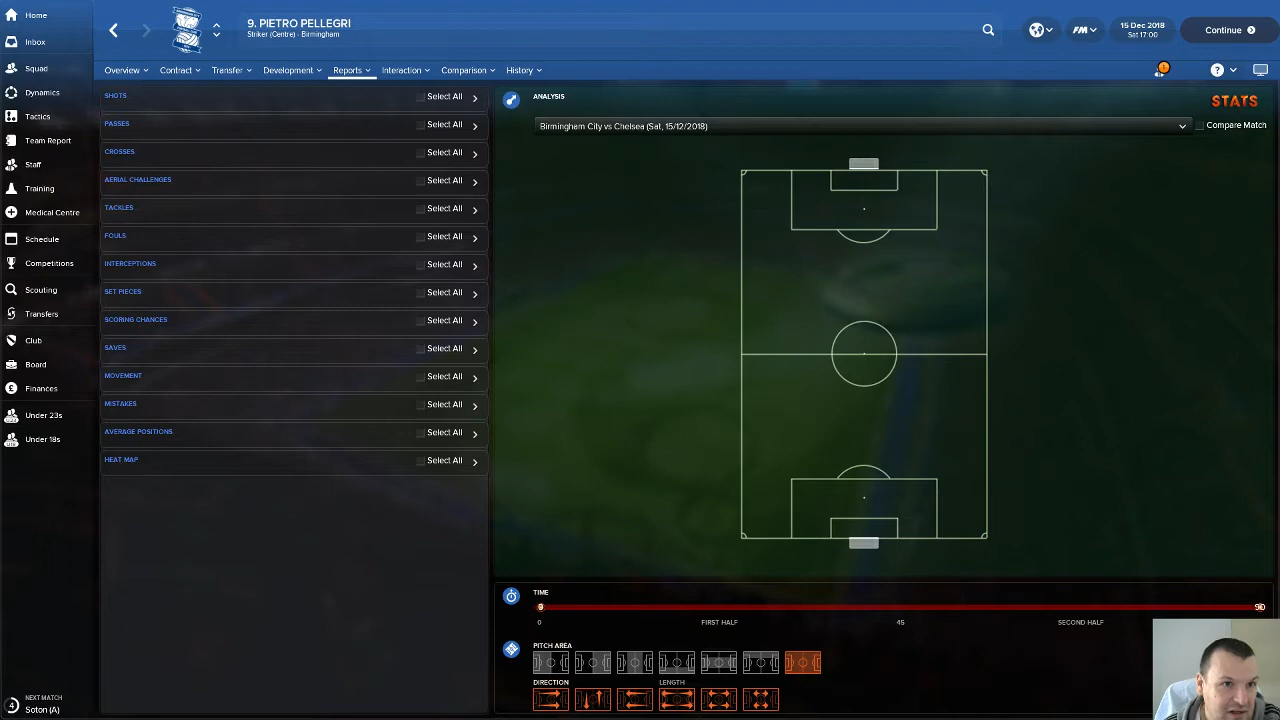 Home
Inbox
Squad
Dynamics
Tactics
Team Report
Staff
Training
Medical Centre
Schedule
Competitions
Scouting
Transfers
Club
Board
Finances
Under 23s
Under 18s
4 NEXT MATCH
Soton (A)
9. PIETRO PELLEGRI
Striker (Centre) - Birmingham
FM
15 Dec 2018
Sat 17:00
Continue
Overview Contract Transfer Development Reports Interaction Comparison History
SHOTS Select All
PASSES Select All
CROSSES Select All
AERIAL CHALLENGES Select All
TACKLES Select All
FOULS Select All
INTERCEPTIONS Select All
SET PIECES Select All
SCORING CHANCES Select All
SAVES Select All
MOVEMENT Select All
MISTAKES Select All
AVERAGE POSITIONS Select All
HEAT MAP Select All
ANALYSIS
STATS
Birmingham City vs Chelsea (Sat, 15/12/2018)
Compare Match
TIME
0 FIRST HALF 45 SECOND HALF
PITCH AREA
DIRECTION LENGTH